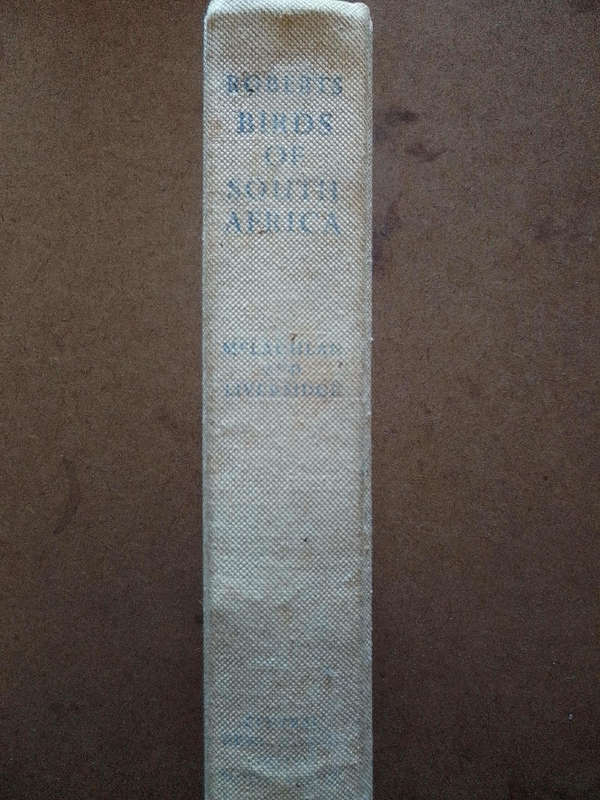 ROBERTS
BIRDS
OF
SOUTH
AFRICA
McLACHLAN
AND
LIVERSIDGE